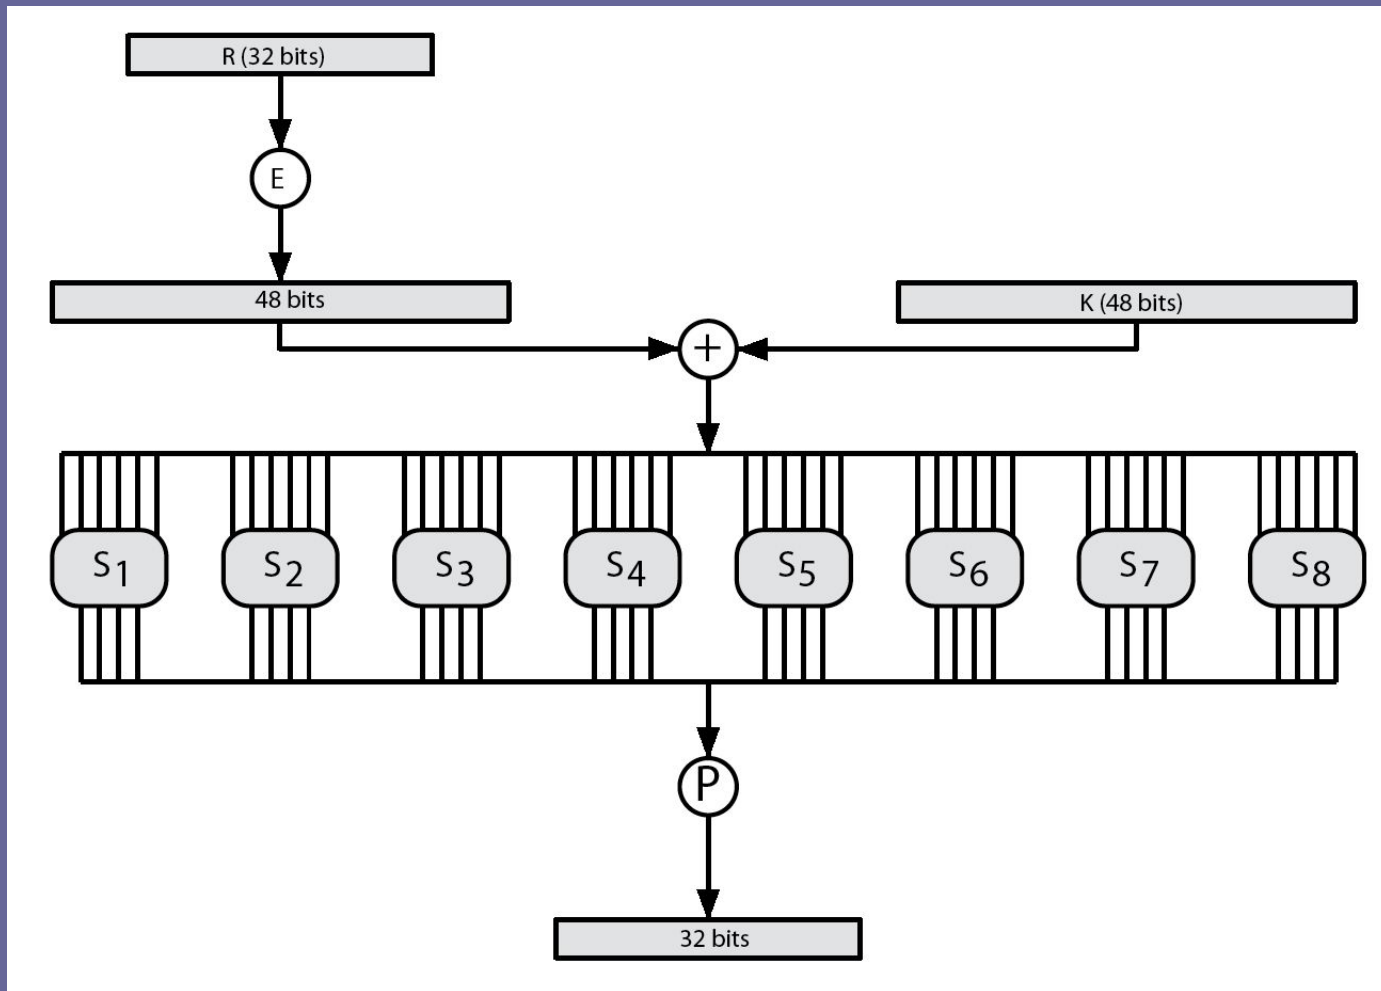 R (32 bits)
E
48 bits
K (48 bits)
+
S1 S2 S3 S4 S5 S6 S7 S8
P
32 bits